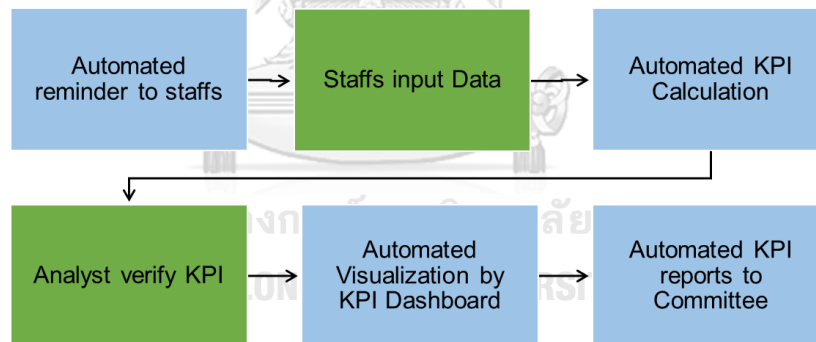 Automated
reminder to staffs
Staffs input Data
Automated KPI
Calculation
Analyst verify KPI
Automated
Visualization by
KPI Dashboard
Automated KPI
reports to
Committee